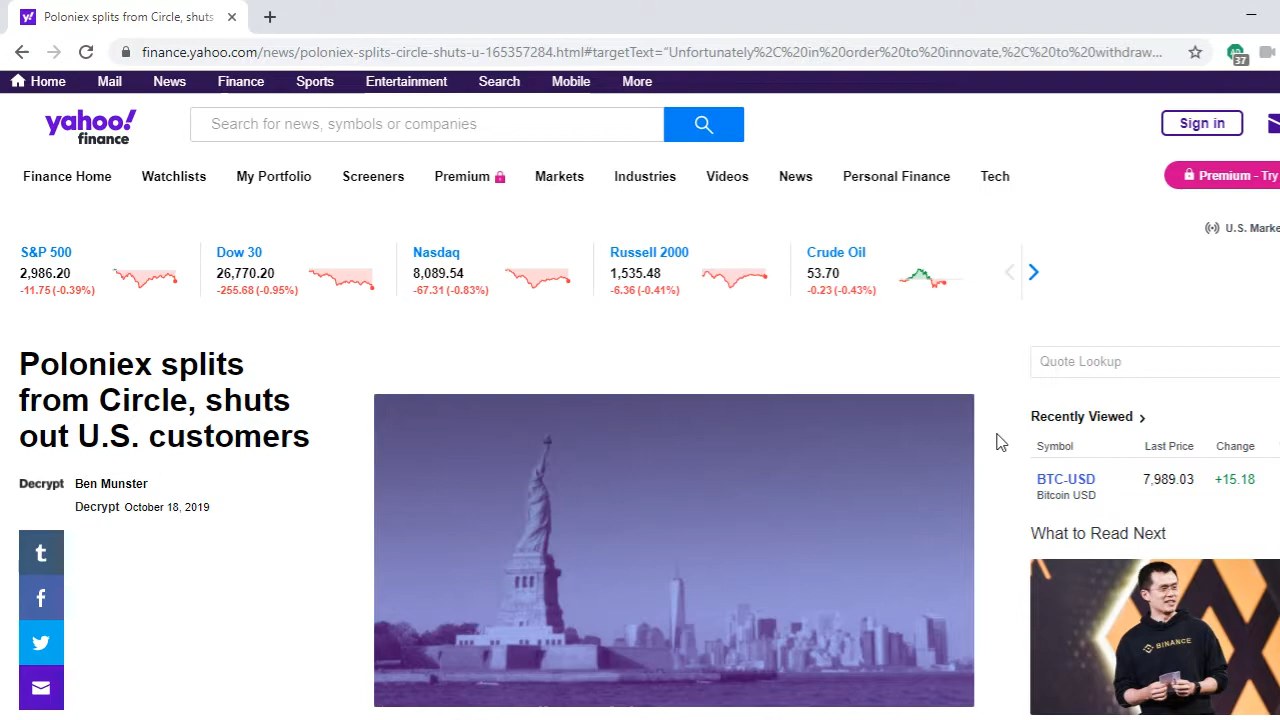 Poloniex splits from Circle, shuts
finance.yahoo.com/news/poloniex-splits-circle-shuts-u-165357284.html#targetText=“Unfortunately%2C%20in%20order%20to%20innovate,%2C%20to%20withdraw...
37
Home Mail News Finance Sports Entertainment Search Mobile More
yahoo!
finance
Search for news, symbols or companies
Sign in
Finance Home Watchlists My Portfolio Screeners Premium Markets Industries Videos News Personal Finance Tech
Premium - Try
U.S. Marke
S&P 500
2,986.20
-11.75 (-0.39%)
Dow 30
26,770.20
-255.68 (-0.95%)
Nasdaq
8,089.54
-67.31 (-0.83%)
Russell 2000
1,535.48
-6.36 (-0.41%)
Crude Oil
53.70
-0.23 (-0.43%)
Poloniex splits
from Circle, shuts
out U.S. customers
Decrypt Ben Munster
Decrypt October 18, 2019
Quote Lookup
Recently Viewed
Symbol Last Price Change
BTC-USD 7,989.03 +15.18
Bitcoin USD
What to Read Next
BINANCE